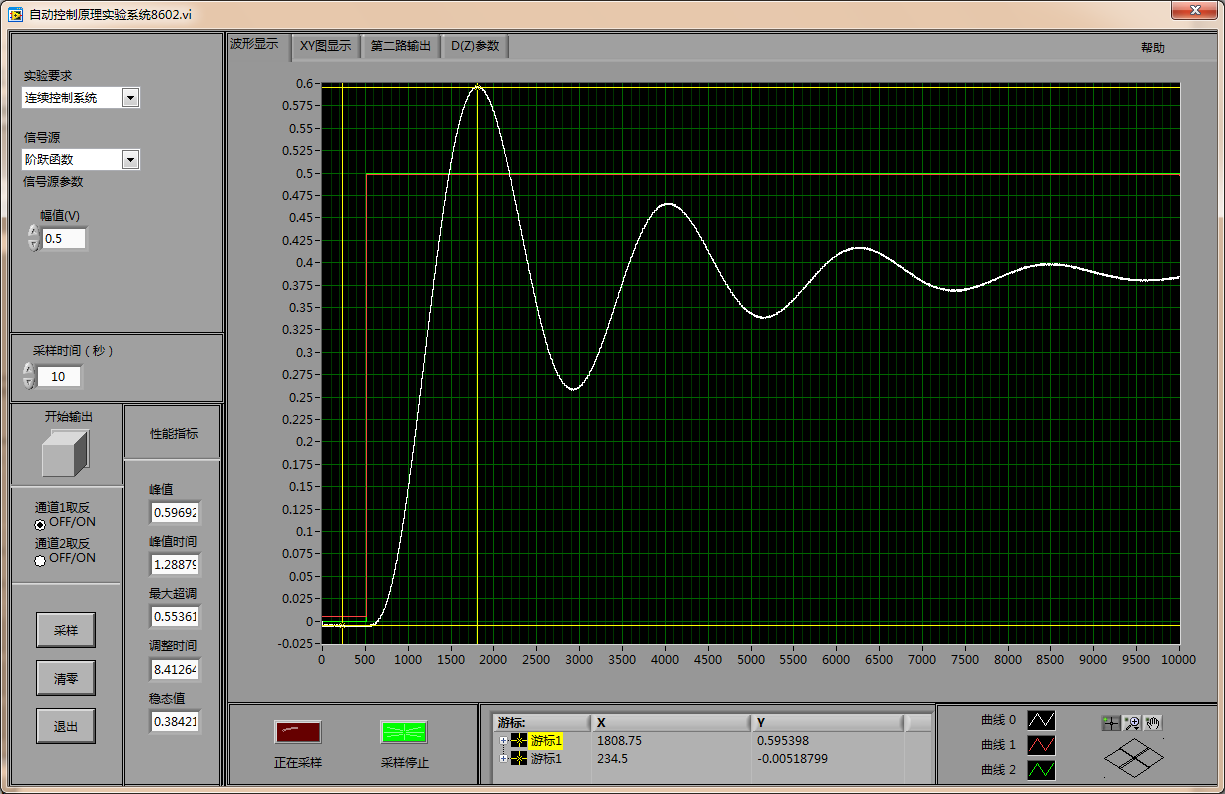 自动控制原理实验系统8602.vi
波形显示 XY图显示 第二路输出 D(Z)参数
帮助
实验要求
连续控制系统
信号源
阶跃函数
信号源参数
幅值(V)
0.5
采样时间（秒）
10
开始输出
通道1取反
OFF/ON
通道2取反
OFF/ON
采样
清零
退出
性能指标
峰值
0.59692
峰值时间
1.28879
最大超调
0.55361
调整时间
8.41264
稳态值
0.38421
0.6
0.575
0.55
0.525
0.5
0.475
0.45
0.425
0.4
0.375
0.35
0.325
0.3
0.275
0.25
0.225
0.2
0.175
0.15
0.125
0.1
0.075
0.05
0.025
0
-0.025
0 500 1000 1500 2000 2500 3000 3500 4000 4500 5000 5500 6000 6500 7000 7500 8000 8500 9000 9500 10000
正在采样
采样停止
游标: X Y
游标1 1808.75 0.595398
游标1 234.5 -0.00518799
曲线 0
曲线 1
曲线 2